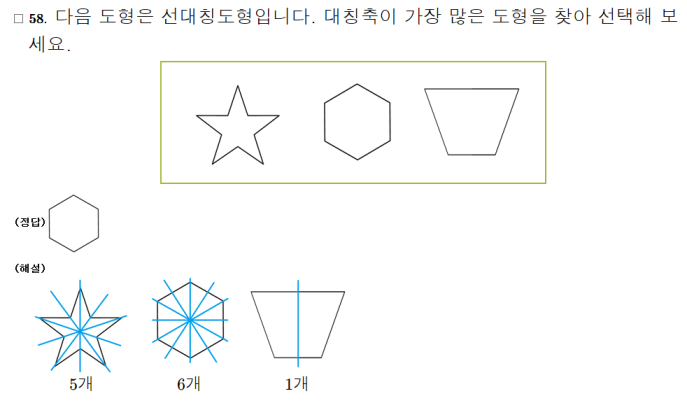 □ 58. 다음 도형은 선대칭도형입니다. 대칭축이 가장 많은 도형을 찾아 선택해 보
세요.
(정답)
(해설)
5개 6개 1개